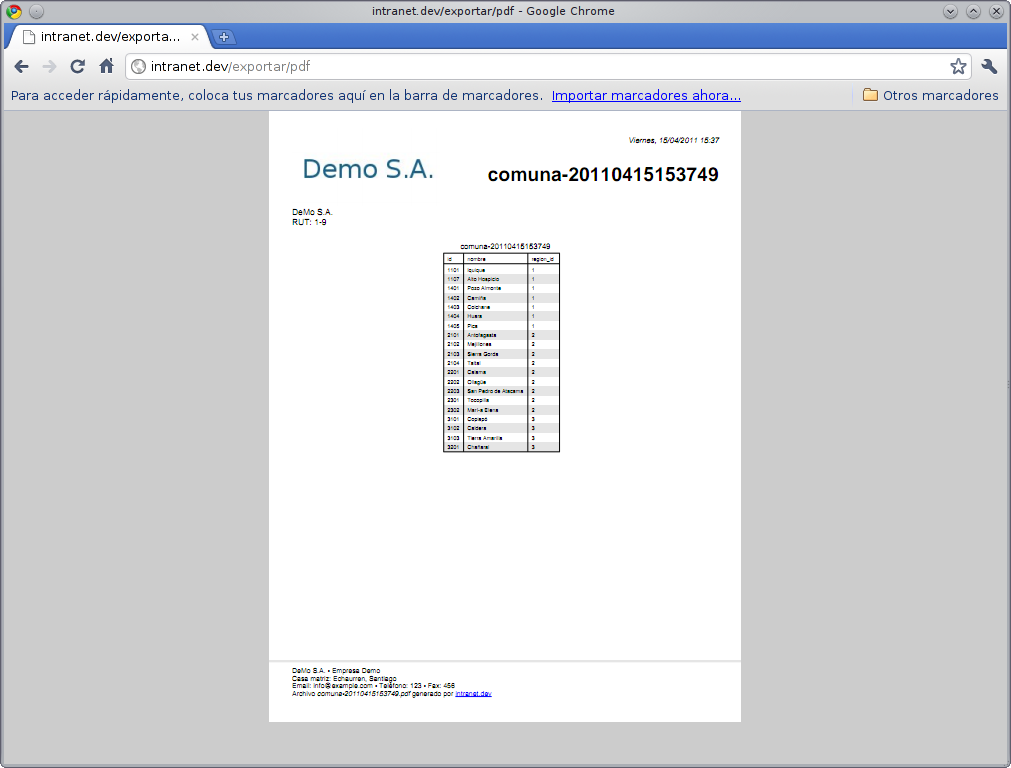 intranet.dev/exportar/pdf - Google Chrome
intranet.dev/exporta...
intranet.dev/exportar/pdf
Para acceder rápidamente, coloca tus marcadores aquí en la barra de marcadores. Importar marcadores ahora... Otros marcadores
Viernes, 15/04/2011 15:37
Demo S.A. comuna-20110415153749
DeMo S.A.
RUT: 1-9
comuna-20110415153749
id nombre region_id
1101 Iquique 1
1107 Alto Hospicio 1
1401 Pozo Almonte 1
1402 Camiña 1
1403 Colchane 1
1404 Huara 1
1405 Pica 1
2101 Antofagasta 2
2102 Mejillones 2
2103 Sierra Gorda 2
2104 Taltal 2
2201 Calama 2
2202 Ollagüe 2
2203 San Pedro de Atacama 2
2301 Tocopilla 2
2302 María Elena 2
3101 Copiapó 3
3102 Caldera 3
3103 Tierra Amarilla 3
3201 Chañaral 3
DeMo S.A. • Empresa Demo
Casa matriz: Echaurren, Santiago
Email: info@example.com • Teléfono: 123 • Fax: 456
Archivo comuna-20110415153749.pdf generado por intranet.dev